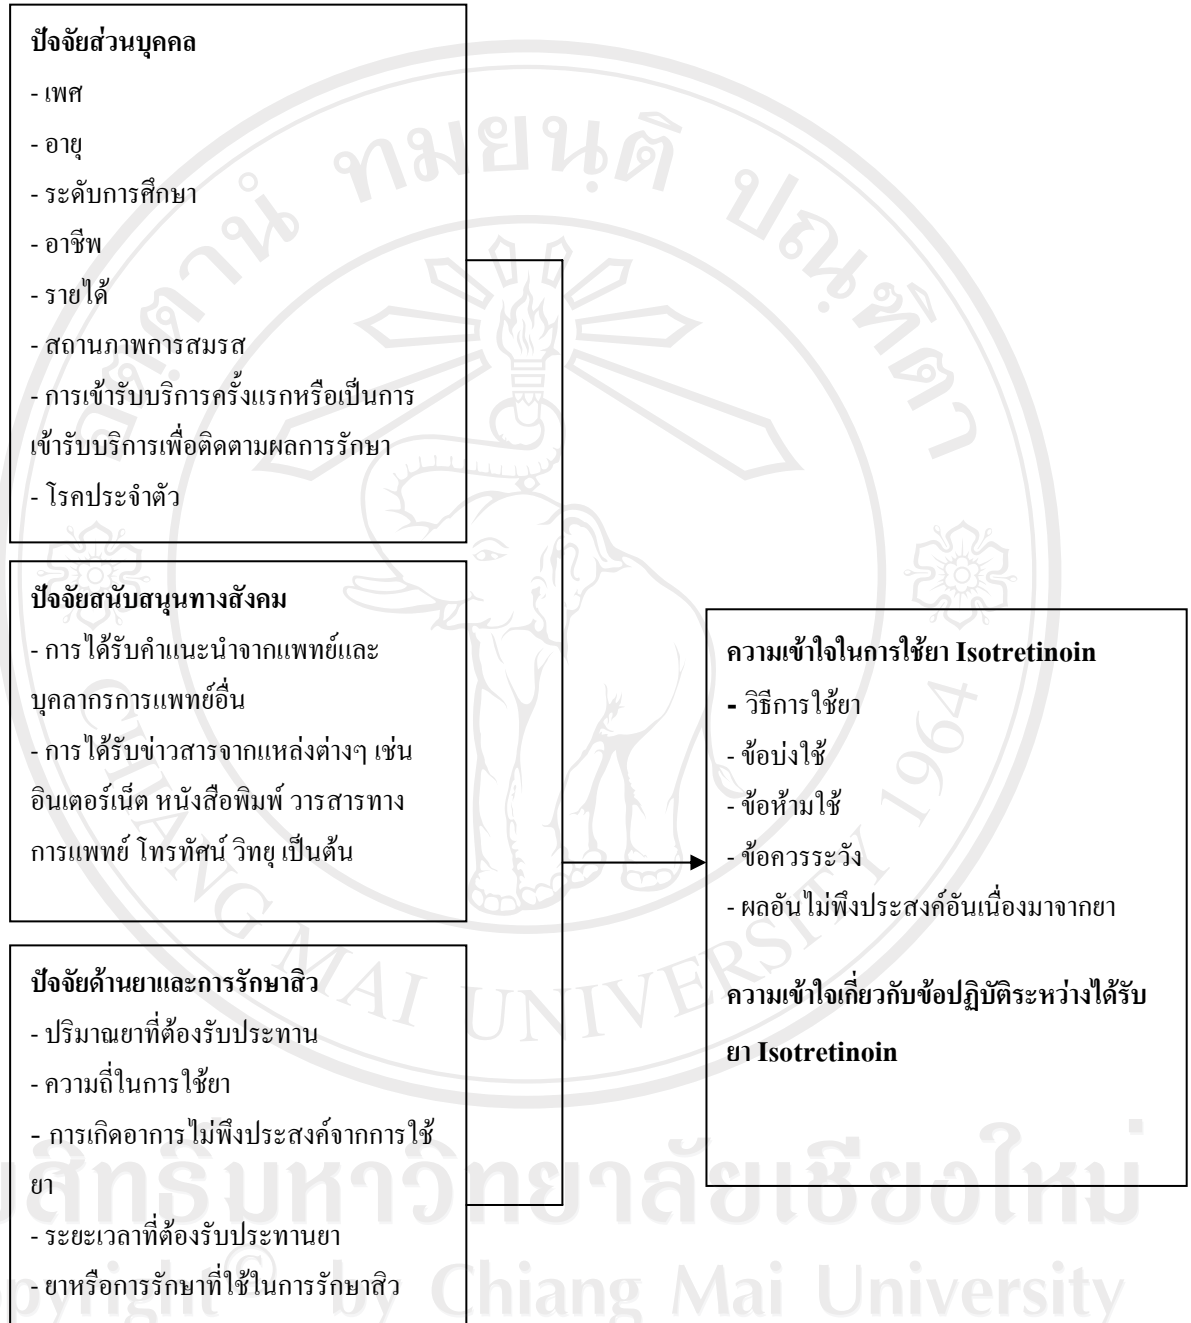 ปัจจัยส่วนบุคคล
- เพศ
- อายุ
- ระดับการศึกษา
- อาชีพ
- รายได้
- สถานภาพการสมรส
- การเข้ารับบริการครั้งแรกหรือเป็นการ
เข้ารับบริการเพื่อติดตามผลการรักษา
- โรคประจำตัว
ปัจจัยสนับสนุนทางสังคม
- การได้รับคำแนะนำจากแพทย์และ
บุคลากรการแพทย์อื่น
- การได้รับข่าวสารจากแหล่งต่างๆ เช่น
อินเตอร์เน็ต หนังสือพิมพ์ วารสารทาง
การแพทย์ โทรทัศน์ วิทยุ เป็นต้น
ปัจจัยด้านยาและการรักษาสิว
- ปริมาณยาที่ต้องรับประทาน
- ความถี่ในการใช้ยา
- การเกิดอาการไม่พึงประสงค์จากการใช้
ยา
- ระยะเวลาที่ต้องรับประทานยา
- ยาหรือการรักษาที่ใช้ในการรักษาสิว
ความเข้าใจในการใช้ยา Isotretinoin
- วิธีการใช้ยา
- ข้อบ่งใช้
- ข้อห้ามใช้
- ข้อควรระวัง
- ผลอันไม่พึงประสงค์อันเนื่องมาจากยา
ความเข้าใจเกี่ยวกับข้อปฏิบัติระหว่างได้รับ
ยา Isotretinoin
อตฺตานํ ทมยนฺติ ปณฺฑิตา
CHIANG MAI UNIVERSITY 1964
สิทธิมหาวิทยาลัยเชียงใหม่
opyright © by Chiang Mai University